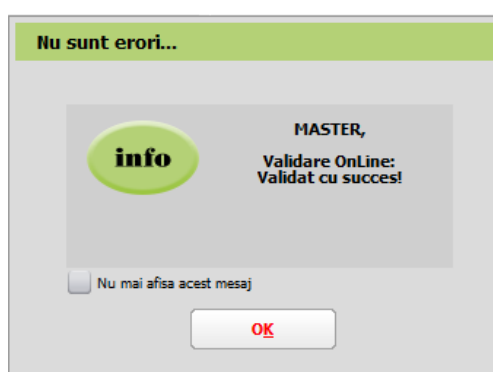 Nu sunt erori...
info
MASTER,
Validare OnLine:
Validat cu succes!
Nu mai afisa acest mesaj
OK